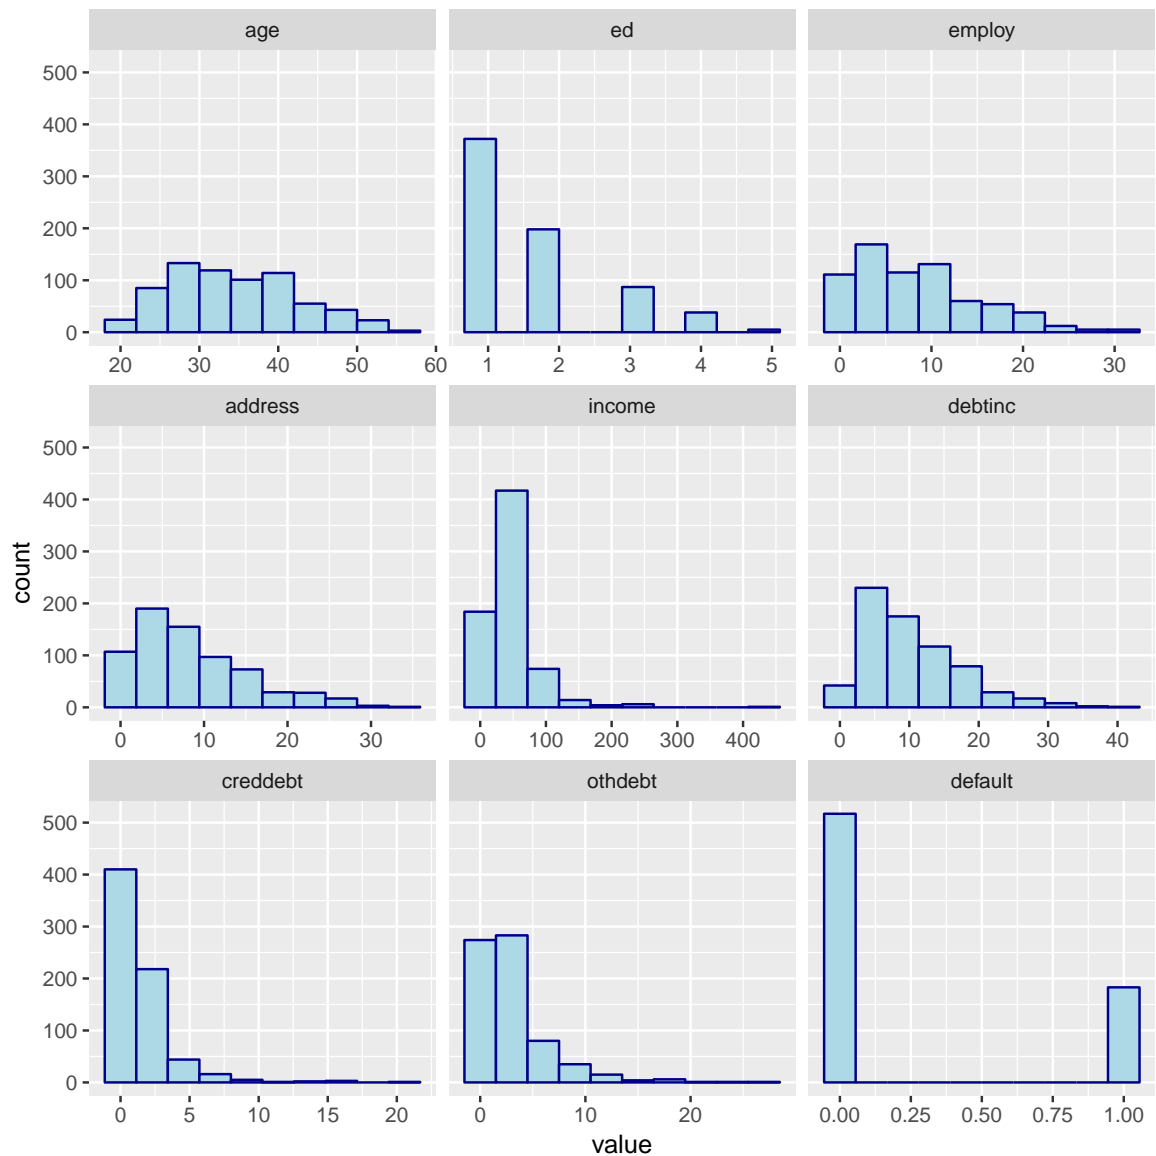 age ed employ
500
400
300
200
100
0
20 30 40 50 60 1 2 3 4 5 0 10 20 30
address income debtinc
500
400
300
200
100
0
0 10 20 30 0 100 200 300 400 0 10 20 30 40
count
creddebt othdebt default
500
400
300
200
100
0
0 5 10 15 20 0 10 20 0.00 0.25 0.50 0.75 1.00
value